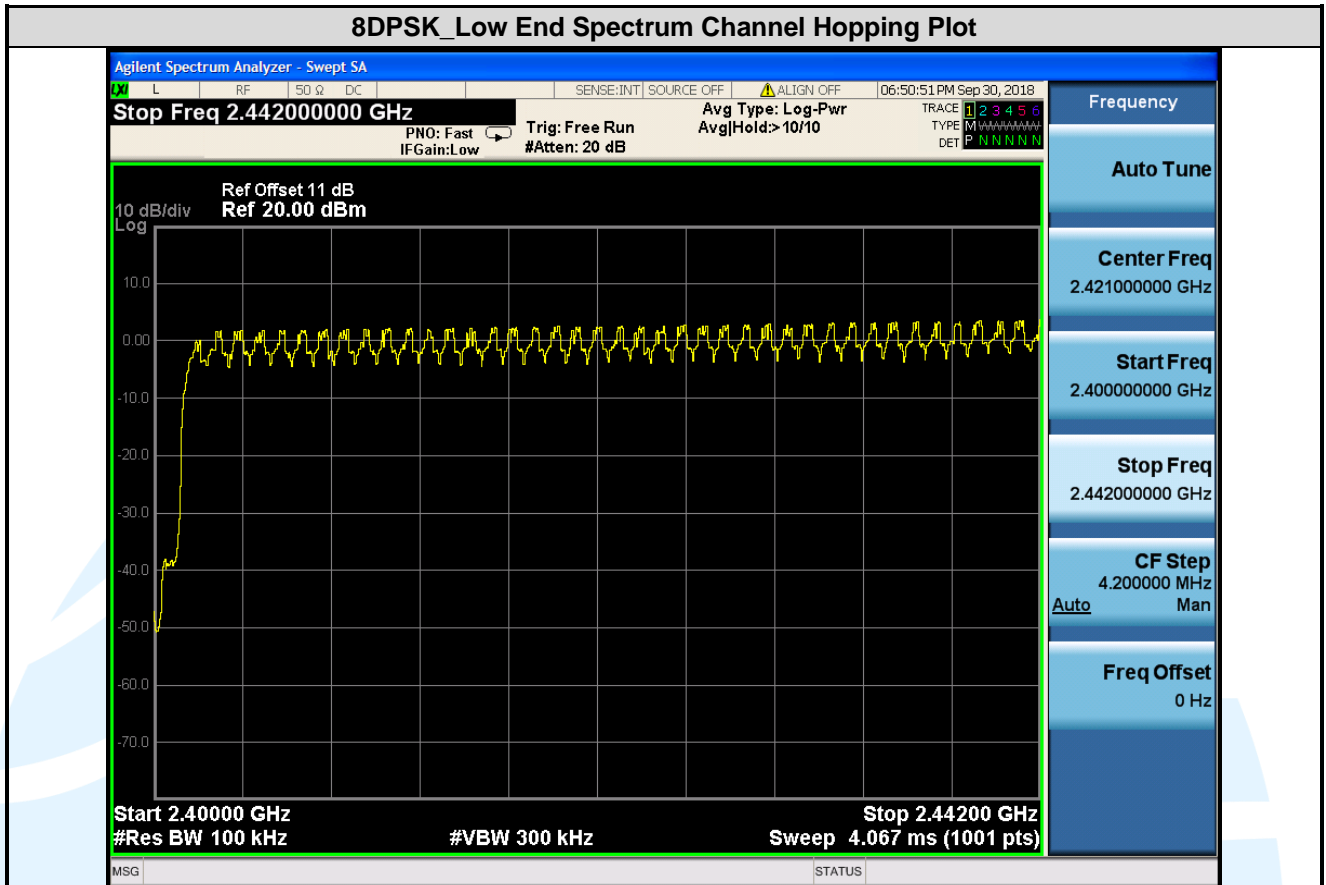 8DPSK_Low End Spectrum Channel Hopping Plot
Agilent Spectrum Analyzer - Swept SA
LXI L RF 50 Ω DC SENSE:INT SOURCE OFF ALIGN OFF 06:50:51 PM Sep 30, 2018
Stop Freq 2.442000000 GHz
PNO: Fast
IFGain:Low
Trig: Free Run
#Atten: 20 dB
Avg Type: Log-Pwr
Avg|Hold:>10/10
TRACE 1 2 3 4 5 6
TYPE M WWWWW
DET P N N N N N
Ref Offset 11 dB
10 dB/div Ref 20.00 dBm
Log
10.0
0.00
-10.0
-20.0
-30.0
-40.0
-50.0
-60.0
-70.0
Start 2.40000 GHz Stop 2.44200 GHz
#Res BW 100 kHz #VBW 300 kHz Sweep 4.067 ms (1001 pts)
MSG STATUS
Frequency
Auto Tune
Center Freq
2.421000000 GHz
Start Freq
2.400000000 GHz
Stop Freq
2.442000000 GHz
CF Step
4.200000 MHz
Auto Man
Freq Offset
0 Hz